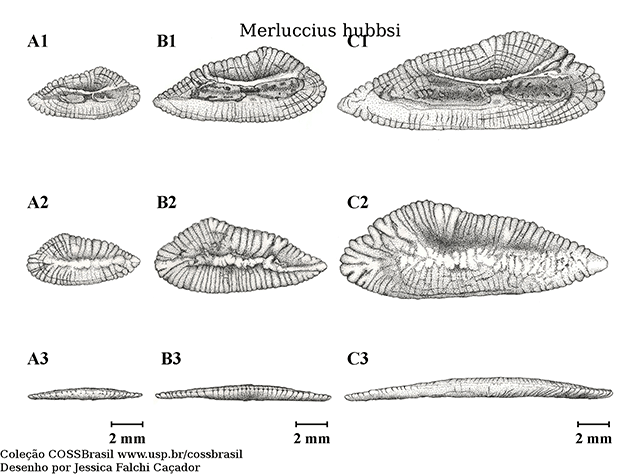 Merluccius hubbsi
A1 B1 C1
A2 B2 C2
A3 B3 C3
2 mm 2 mm 2 mm
Coleção COSSBrasil www.usp.br/cossbrasil
Desenho por Jessica Falchi Caçador